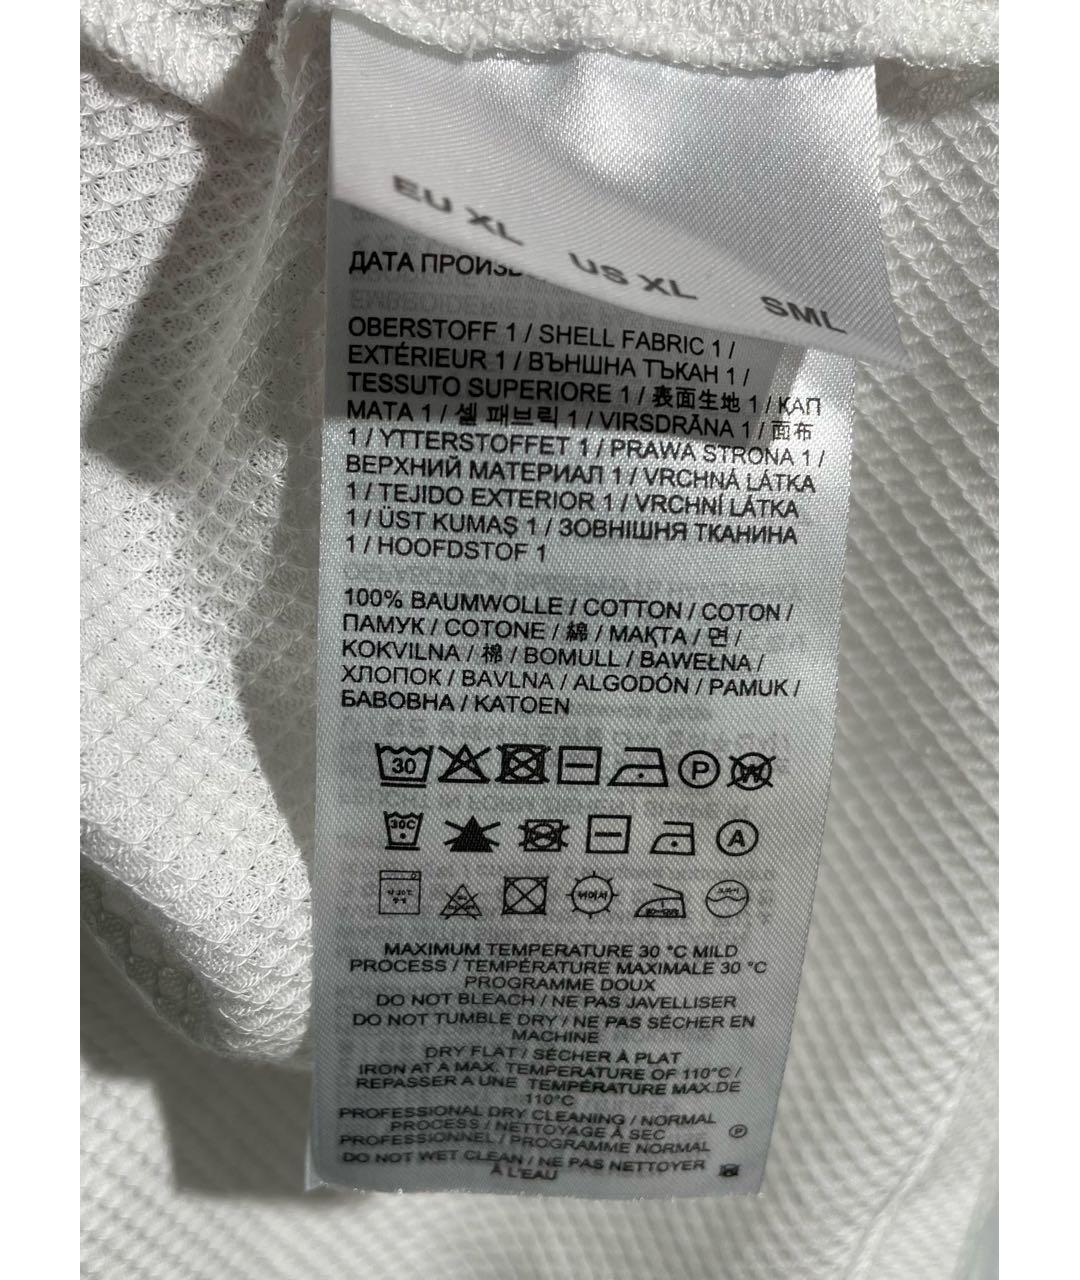 EU XL US XL SML
ДАТА
OBERSTOFF 1 / SHELL FABRIC 1 /
EXTÉRIEUR 1 / ВЪНШНА ТЪКАН 1 /
TESSUTO SUPERIORE 1 / 表面生地 1 / ҚАП
МАТА 1 / 셸 패브릭 1 / VIRSDRĀNA 1 / 面布
1 / YTTERSTOFFET 1 / PRAWA STRONA 1 /
ВЕРХНИЙ МАТЕРИАЛ 1 / VRCHNÁ LÁTKA
1 / TEJIDO EXTERIOR 1 / VRCHNÍ LÁTKA
1 / ÜST KUMAŞ 1 / ЗОВНІШНЯ ТКАНИНА
1 / HOOFDSTOF 1
100% BAUMWOLLE / COTTON / COTON /
ПАМУК / COTONE / 綿 / МАҚТА / 면 /
KOKVILNA / 棉 / BOMULL / BAWEŁNA /
ХЛОПОК / BAVLNA / ALGODÓN / PAMUK /
БАВОВНА / KATOEN
30 P W
30C A
뉘어서
MAXIMUM TEMPERATURE 30 °C MILD
PROCESS / TEMPÉRATURE MAXIMALE 30 °C
PROGRAMME DOUX
DO NOT BLEACH / NE PAS JAVELLISER
DO NOT TUMBLE DRY / NE PAS SÉCHER EN
MACHINE
DRY FLAT / SÉCHER À PLAT
IRON AT A MAX. TEMPERATURE OF 110°C /
REPASSER A UNE TEMPÉRATURE MAX.DE
110°C
PROFESSIONAL DRY CLEANING / NORMAL
PROCESS / NETTOYAGE À SEC P
PROFESSIONNEL / PROGRAMME NORMAL
DO NOT WET CLEAN / NE PAS NETTOYER
À L'EAU